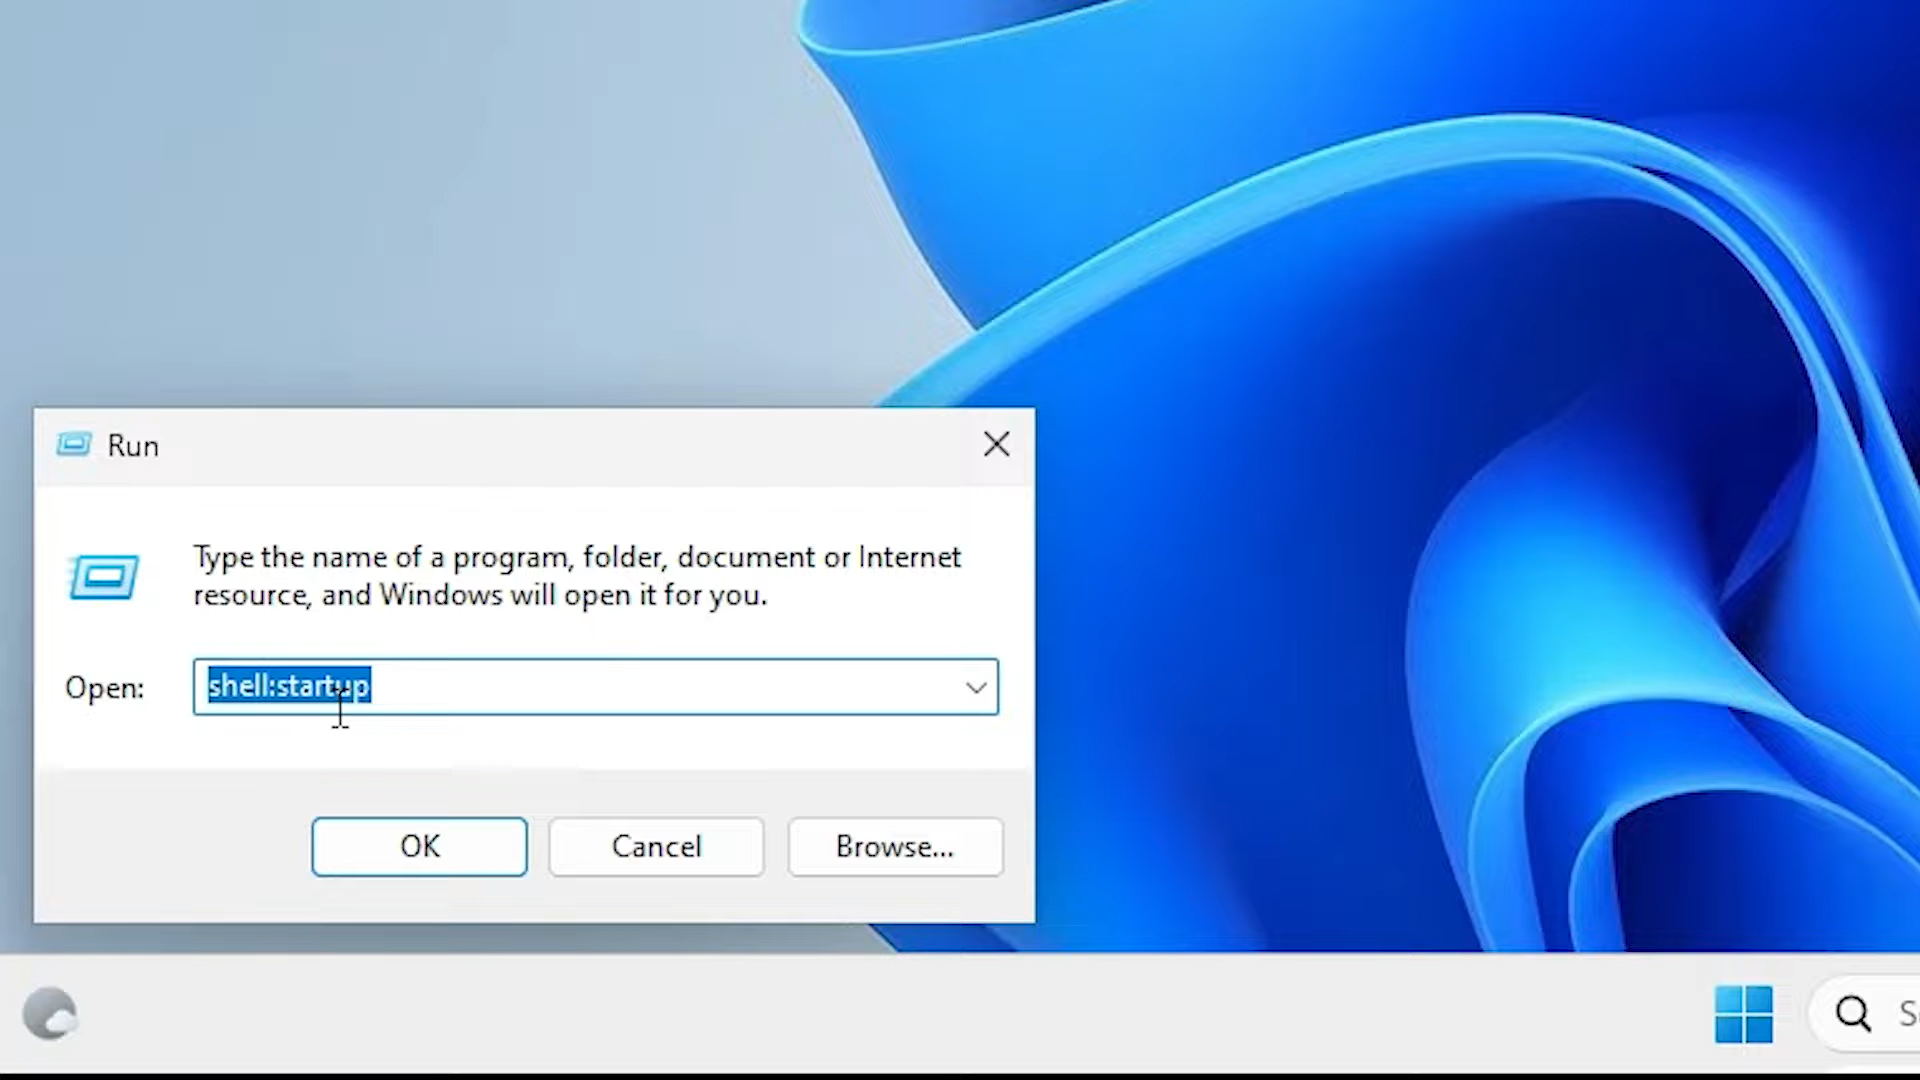 Run
Type the name of a program, folder, document or Internet
resource, and Windows will open it for you.
Open:
shell:startup
OK
Cancel
Browse...